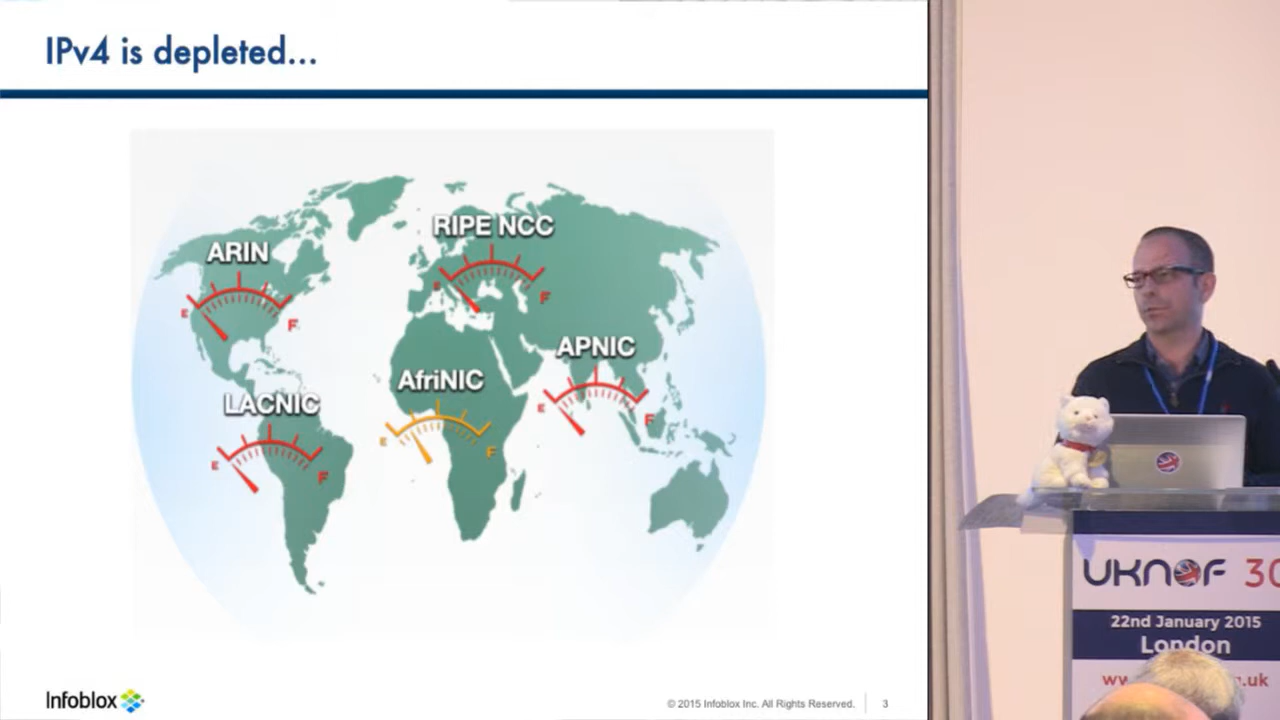 IPv4 is depleted...
RIPE NCC
ARIN
E
F
E
F
APNIC
AfriNIC
E
F
LACNIC
E
F
E
F
Infoblox
© 2015 Infoblox Inc. All Rights Reserved.
3
UKNOF 30
22nd January 2015
London
ww
.uk